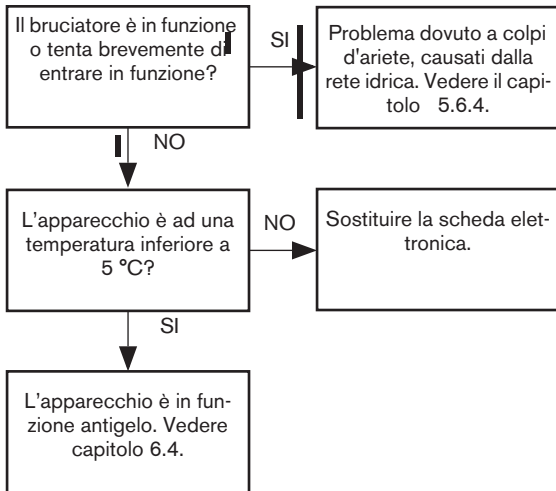 Il bruciatore è in funzione
o tenta brevemente di
entrare in funzione?
SI
Problema dovuto a colpi
d'ariete, causati dalla
rete idrica. Vedere il capi-
tolo 5.6.4.
NO
L'apparecchio è ad una
temperatura inferiore a
5 °C?
NO
Sostituire la scheda elet-
tronica.
SI
L'apparecchio è in fun-
zione antigelo. Vedere
capitolo 6.4.